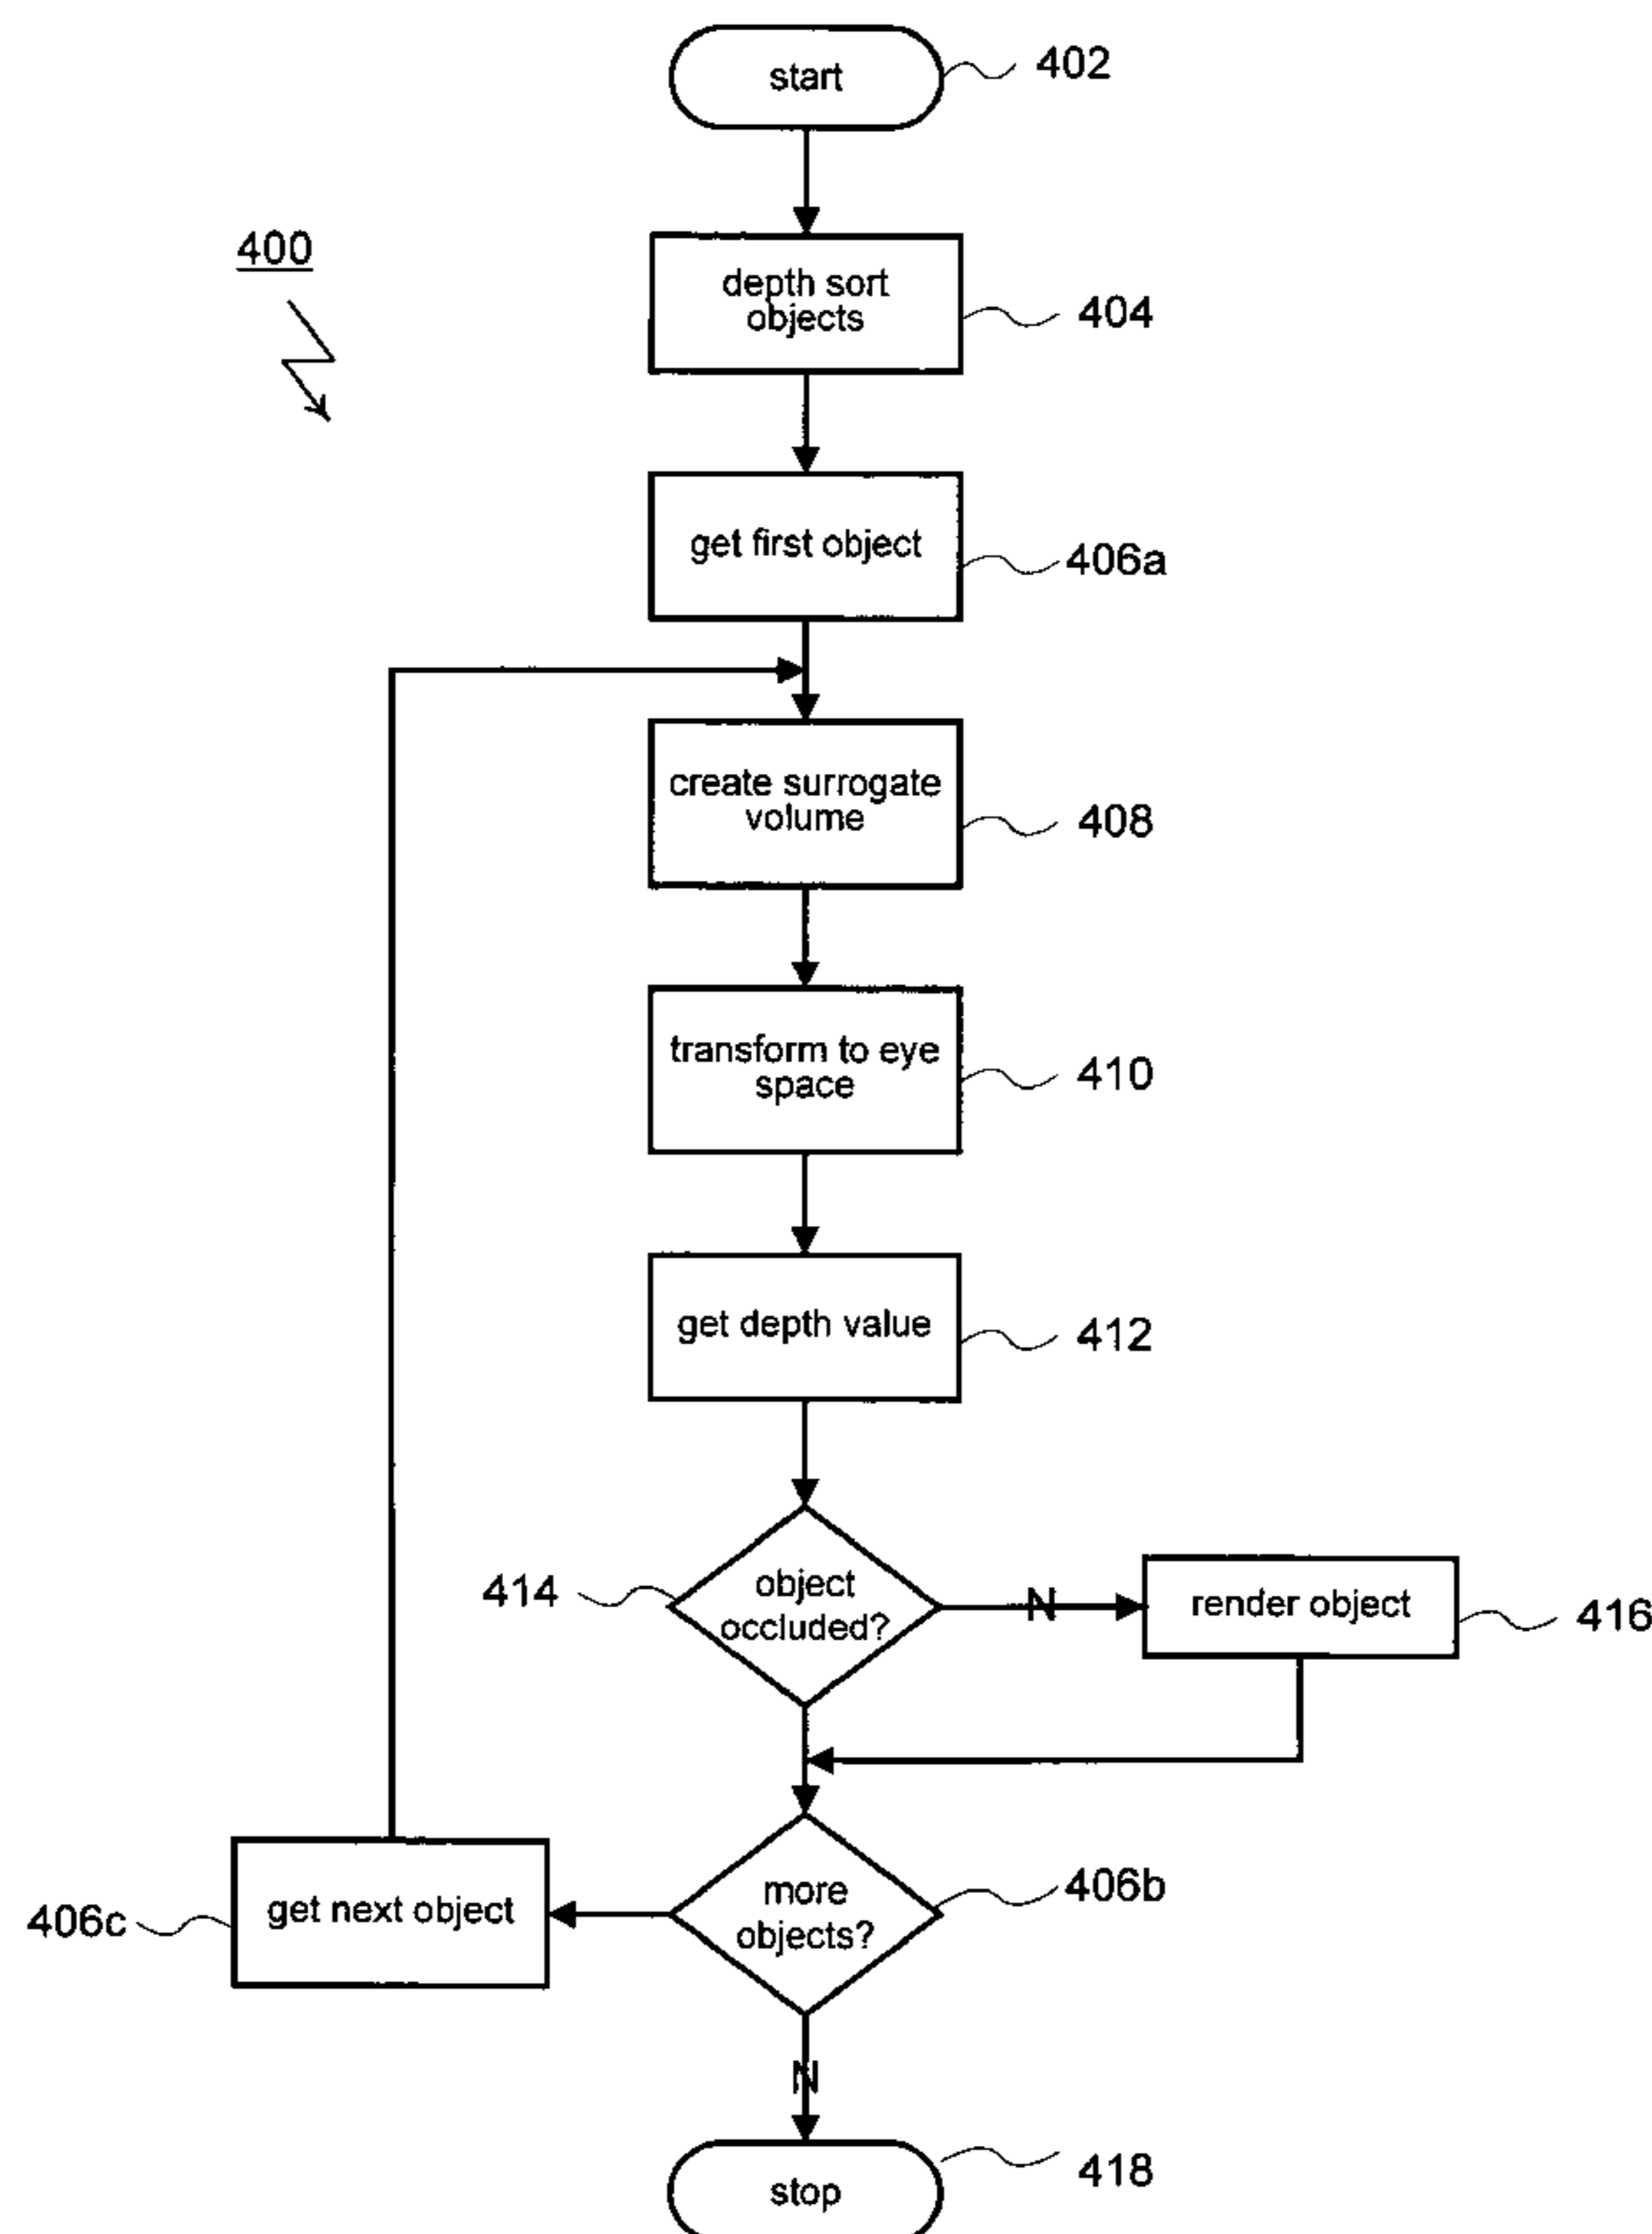 start
402
400
depth sort
objects
404
get first object
406a
create surrogate
volume
408
transform to eye
space
410
get depth value
412
414
object
occluded?
N
render object
416
406c
get next object
more
objects?
406b
N
stop
418